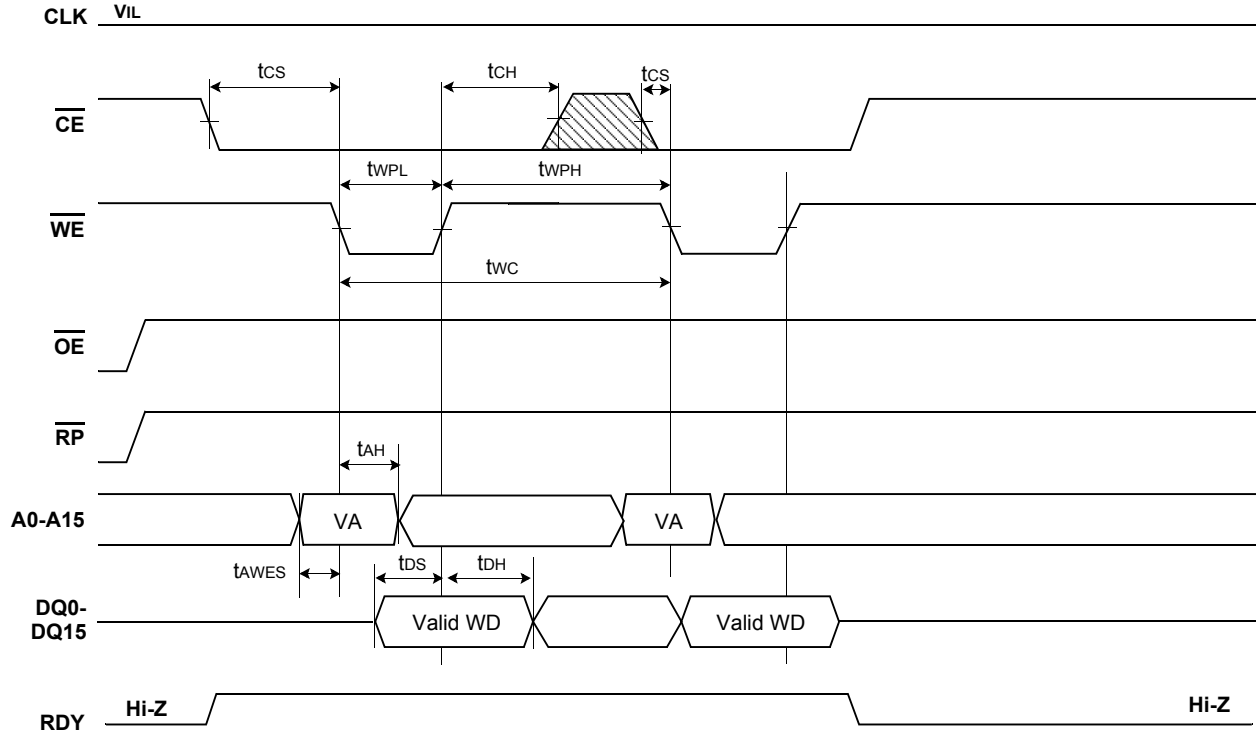 CLK VIL
tCS tCH tCS
CE
tWPL tWPH
WE
tWC
OE
RP
tAH
A0-A15 VA VA
tAWES tDS tDH
DQ0-
DQ15 Valid WD Valid WD
Hi-Z Hi-Z
RDY